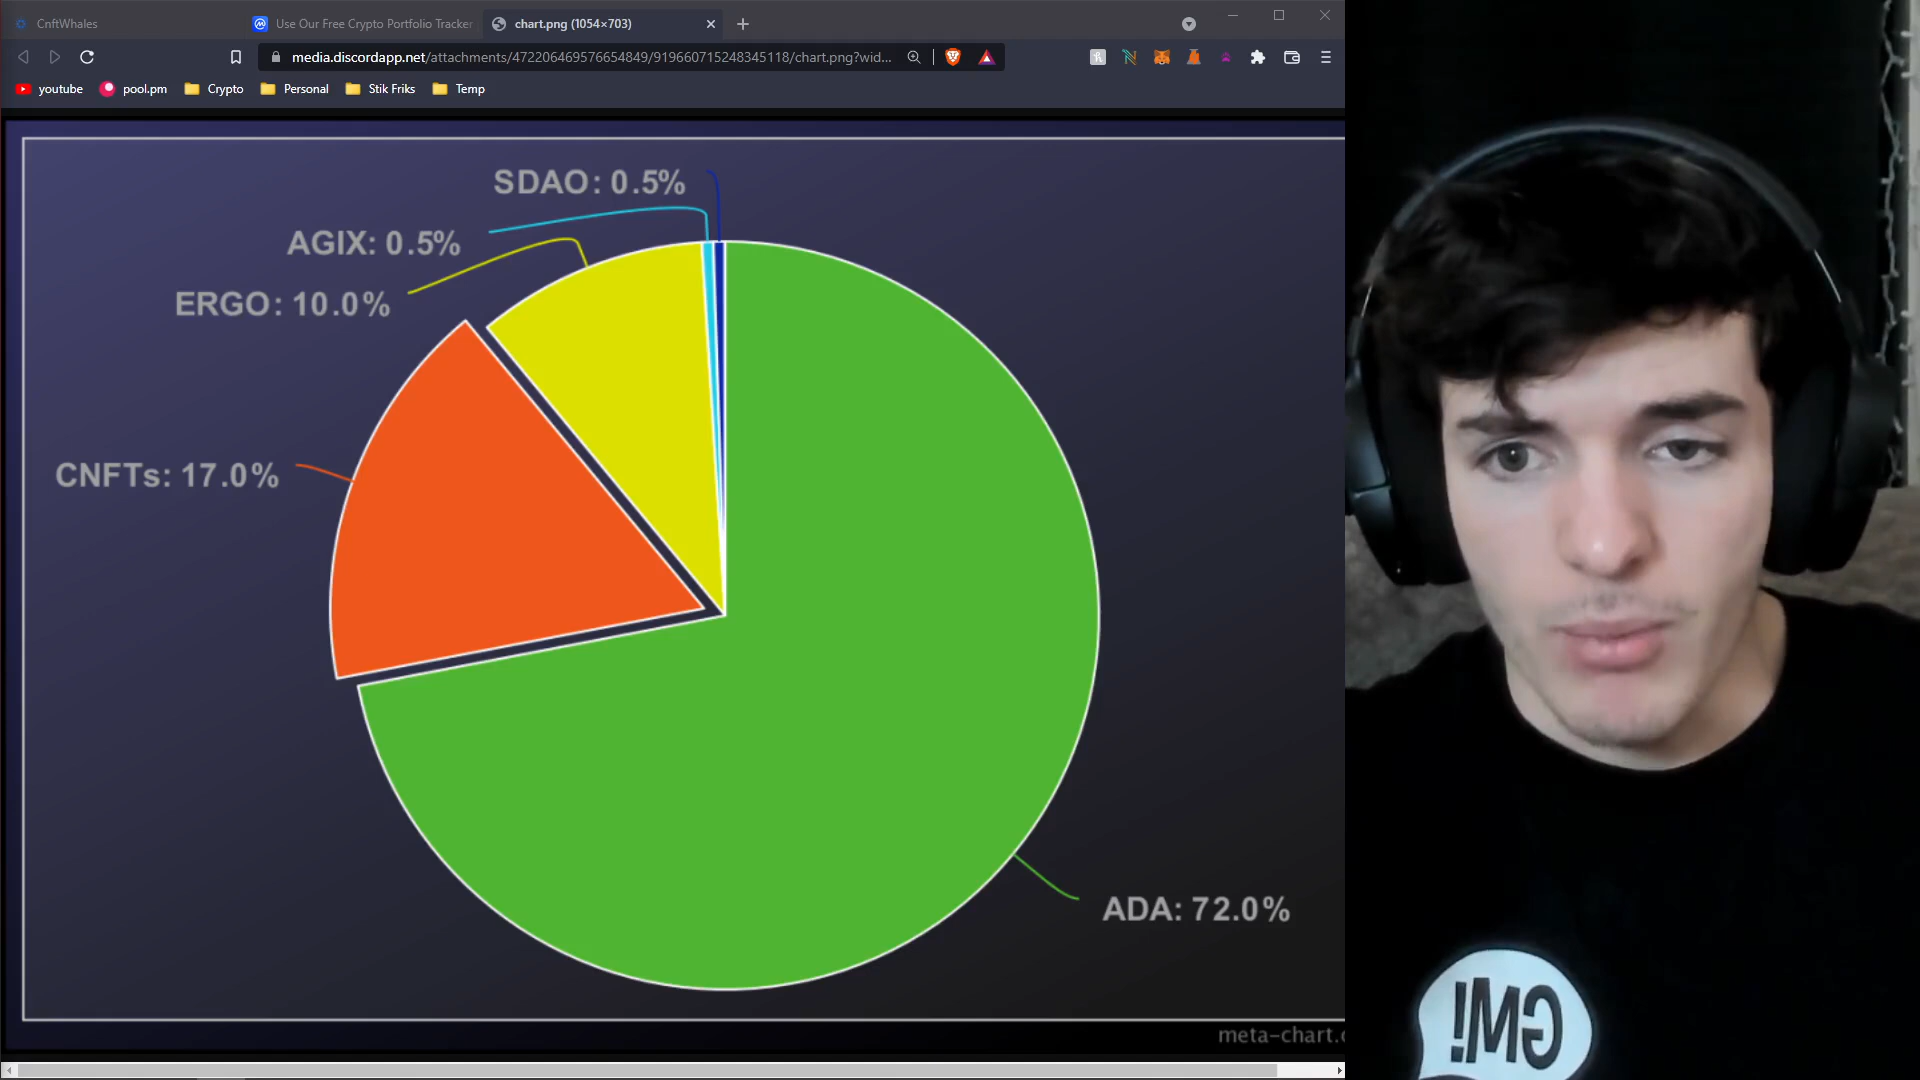 CnftWhales
Use Our Free Crypto Portfolio Tracker
chart.png (1054×703)
media.discordapp.net/attachments/472206469576654849/919660715248345118/chart.png?wid...
youtube
pool.pm
Crypto
Personal
Stik Friks
Temp
SDAO: 0.5%
AGIX: 0.5%
ERGO: 10.0%
CNFTs: 17.0%
ADA: 72.0%
meta-chart.c
GM!